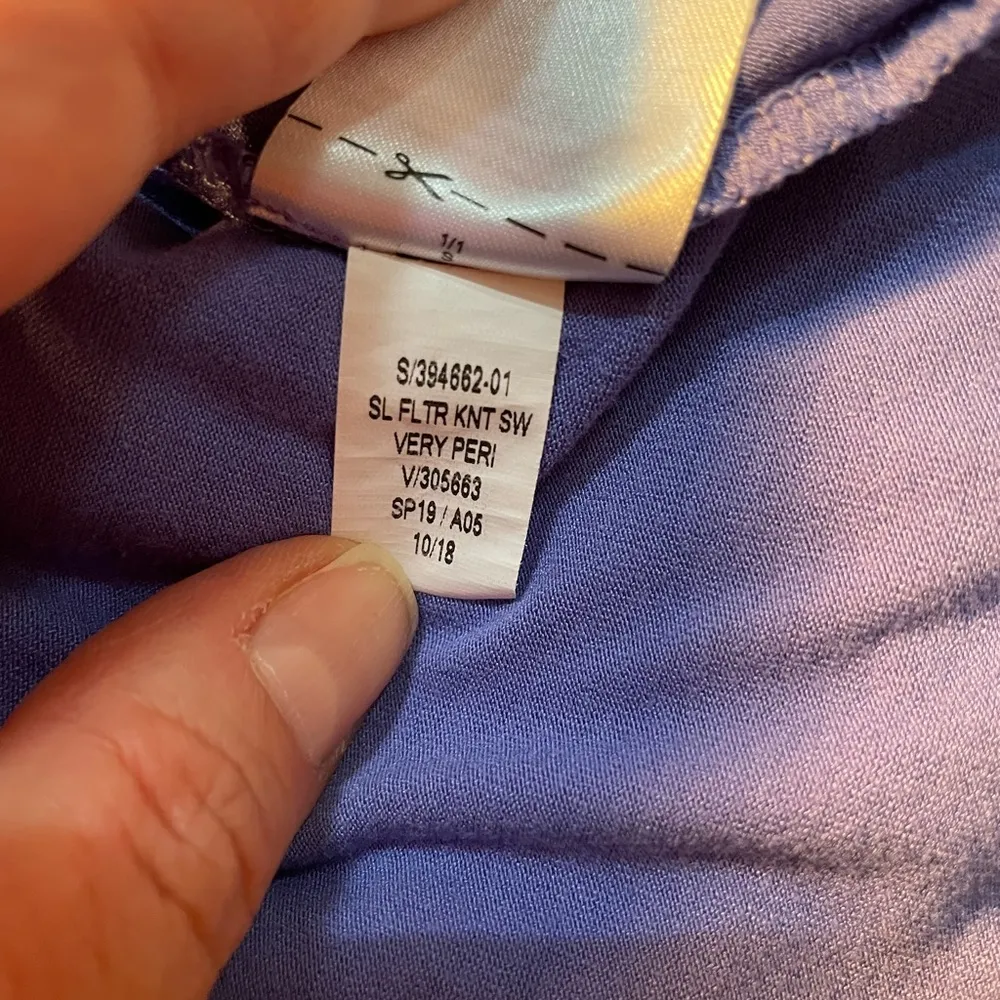 1/1
S
S/394662-01
SL FLTR KNT SW
VERY PERI
V/305663
SP19 / A05
10/18